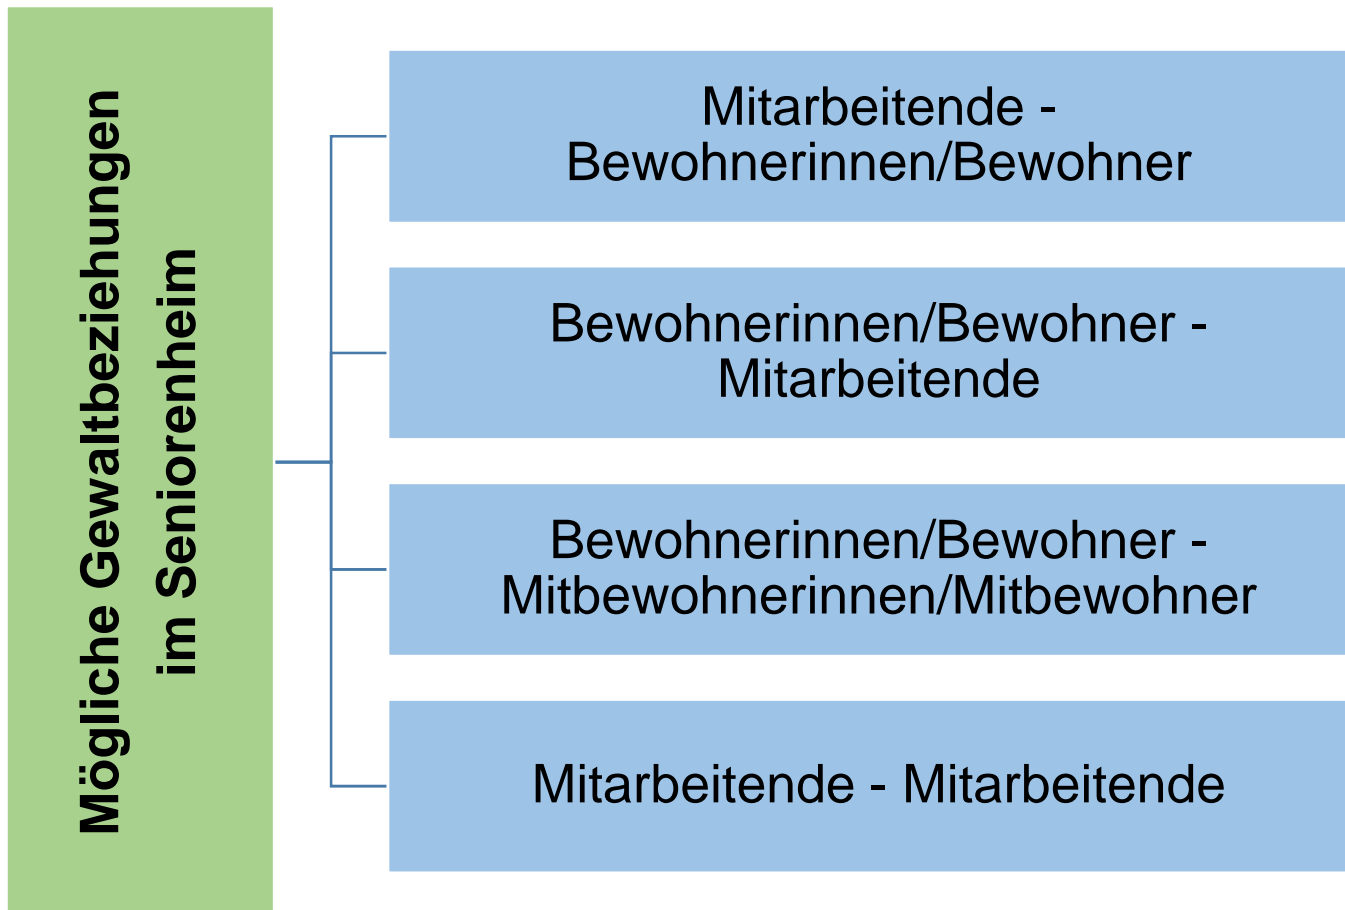 Mögliche Gewaltbeziehungen
im Seniorenheim
Mitarbeitende -
Bewohnerinnen/Bewohner
Bewohnerinnen/Bewohner -
Mitarbeitende
Bewohnerinnen/Bewohner -
Mitbewohnerinnen/Mitbewohner
Mitarbeitende - Mitarbeitende